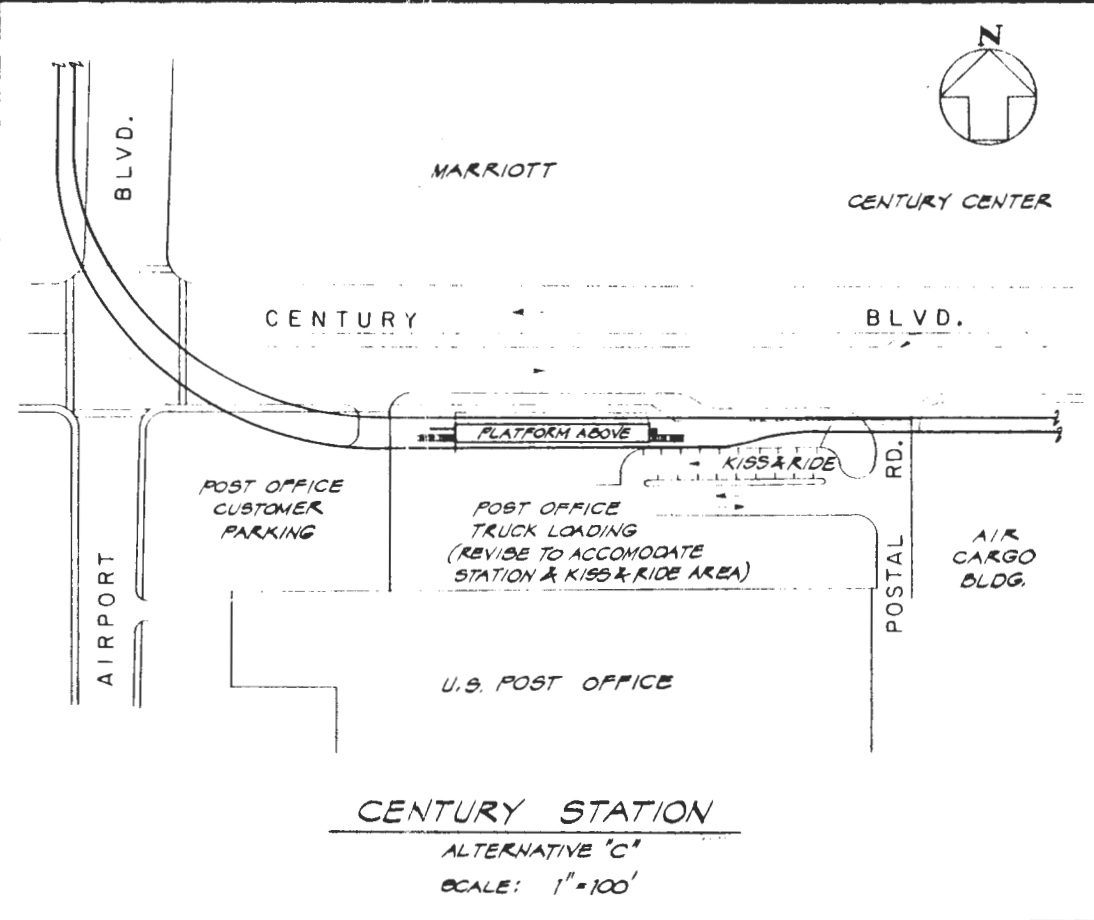 N
BLVD.
MARRIOTT
CENTURY CENTER
CENTURY BLVD.
PLATFORM ABOVE
KISS & RIDE
POSTAL RD.
POST OFFICE
CUSTOMER
PARKING
POST OFFICE
TRUCK LOADING
(REVISE TO ACCOMODATE
STATION & KISS & RIDE AREA)
AIR
CARGO
BLDG.
AIRPORT
U.S. POST OFFICE
CENTURY STATION
ALTERNATIVE "C"
SCALE: 1"=100'